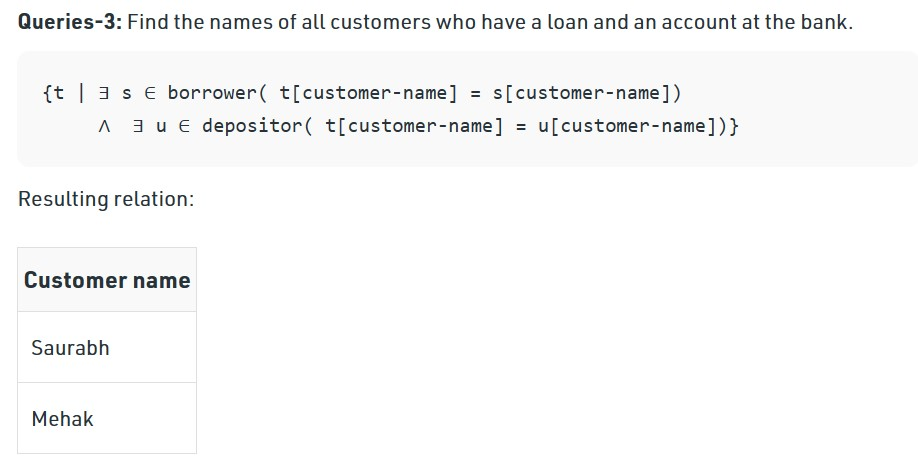 Queries-3: Find the names of all customers who have a loan and an account at the bank.
{t | ∃ s ∈ borrower( t[customer-name] = s[customer-name])
∧ ∃ u ∈ depositor( t[customer-name] = u[customer-name])}
Resulting relation:
Customer name
Saurabh
Mehak